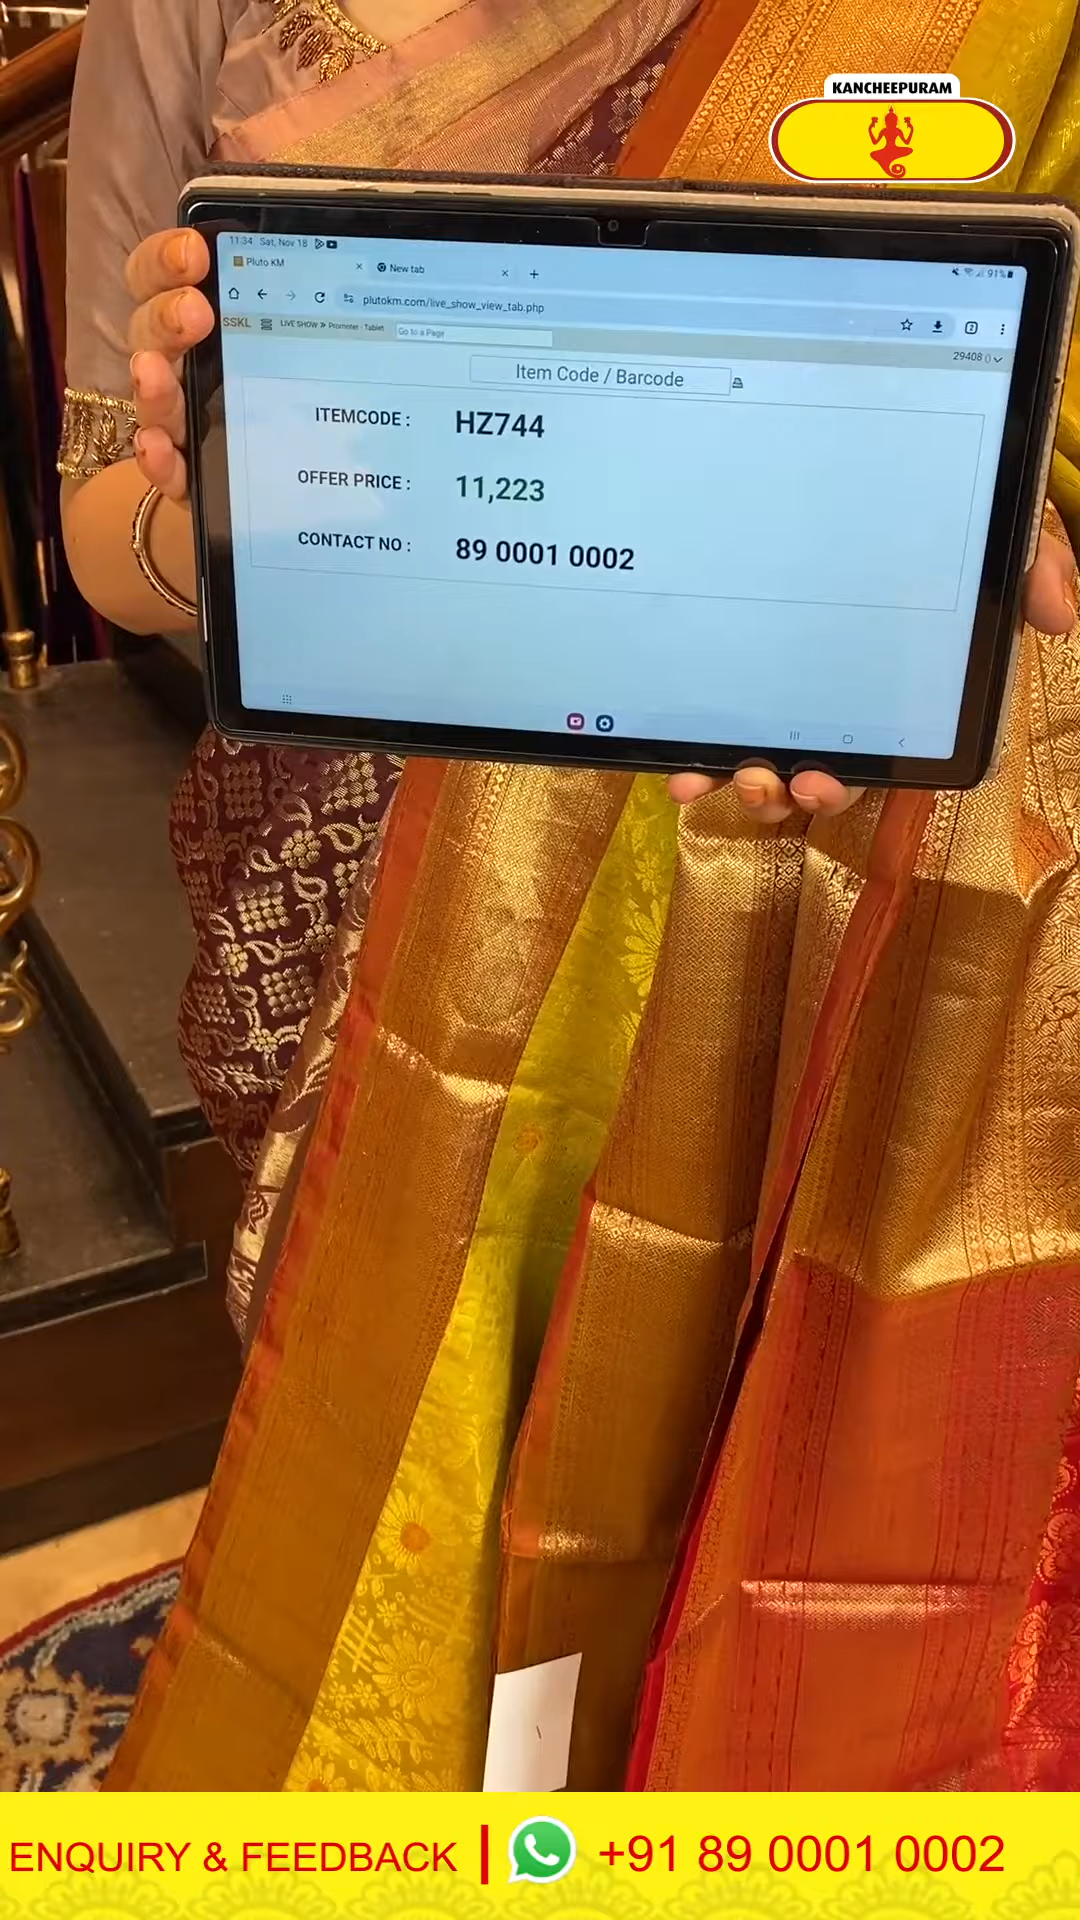 KANCHEEPURAM
11:34 Sat, Nov 18
91%
Pluto KM
New tab
plutokm.com/live_show_view_tab.php
2
SSKL
LIVE SHOW » Promoter - Tablet
Go to a Page
29408 ()
Item Code / Barcode
ITEMCODE : HZ744
OFFER PRICE : 11,223
CONTACT NO : 89 0001 0002
ENQUIRY & FEEDBACK | +91 89 0001 0002